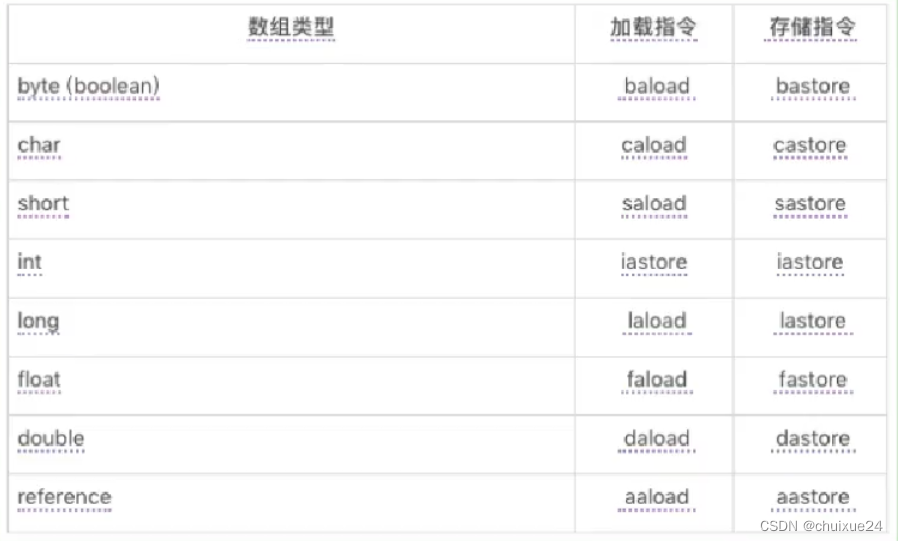 数组类型 加载指令 存储指令
byte (boolean) baload bastore
char caload castore
short saload sastore
int iastore iastore
long laload lastore
float faload fastore
double daload dastore
reference aaload aastore
CSDN @chuixue24